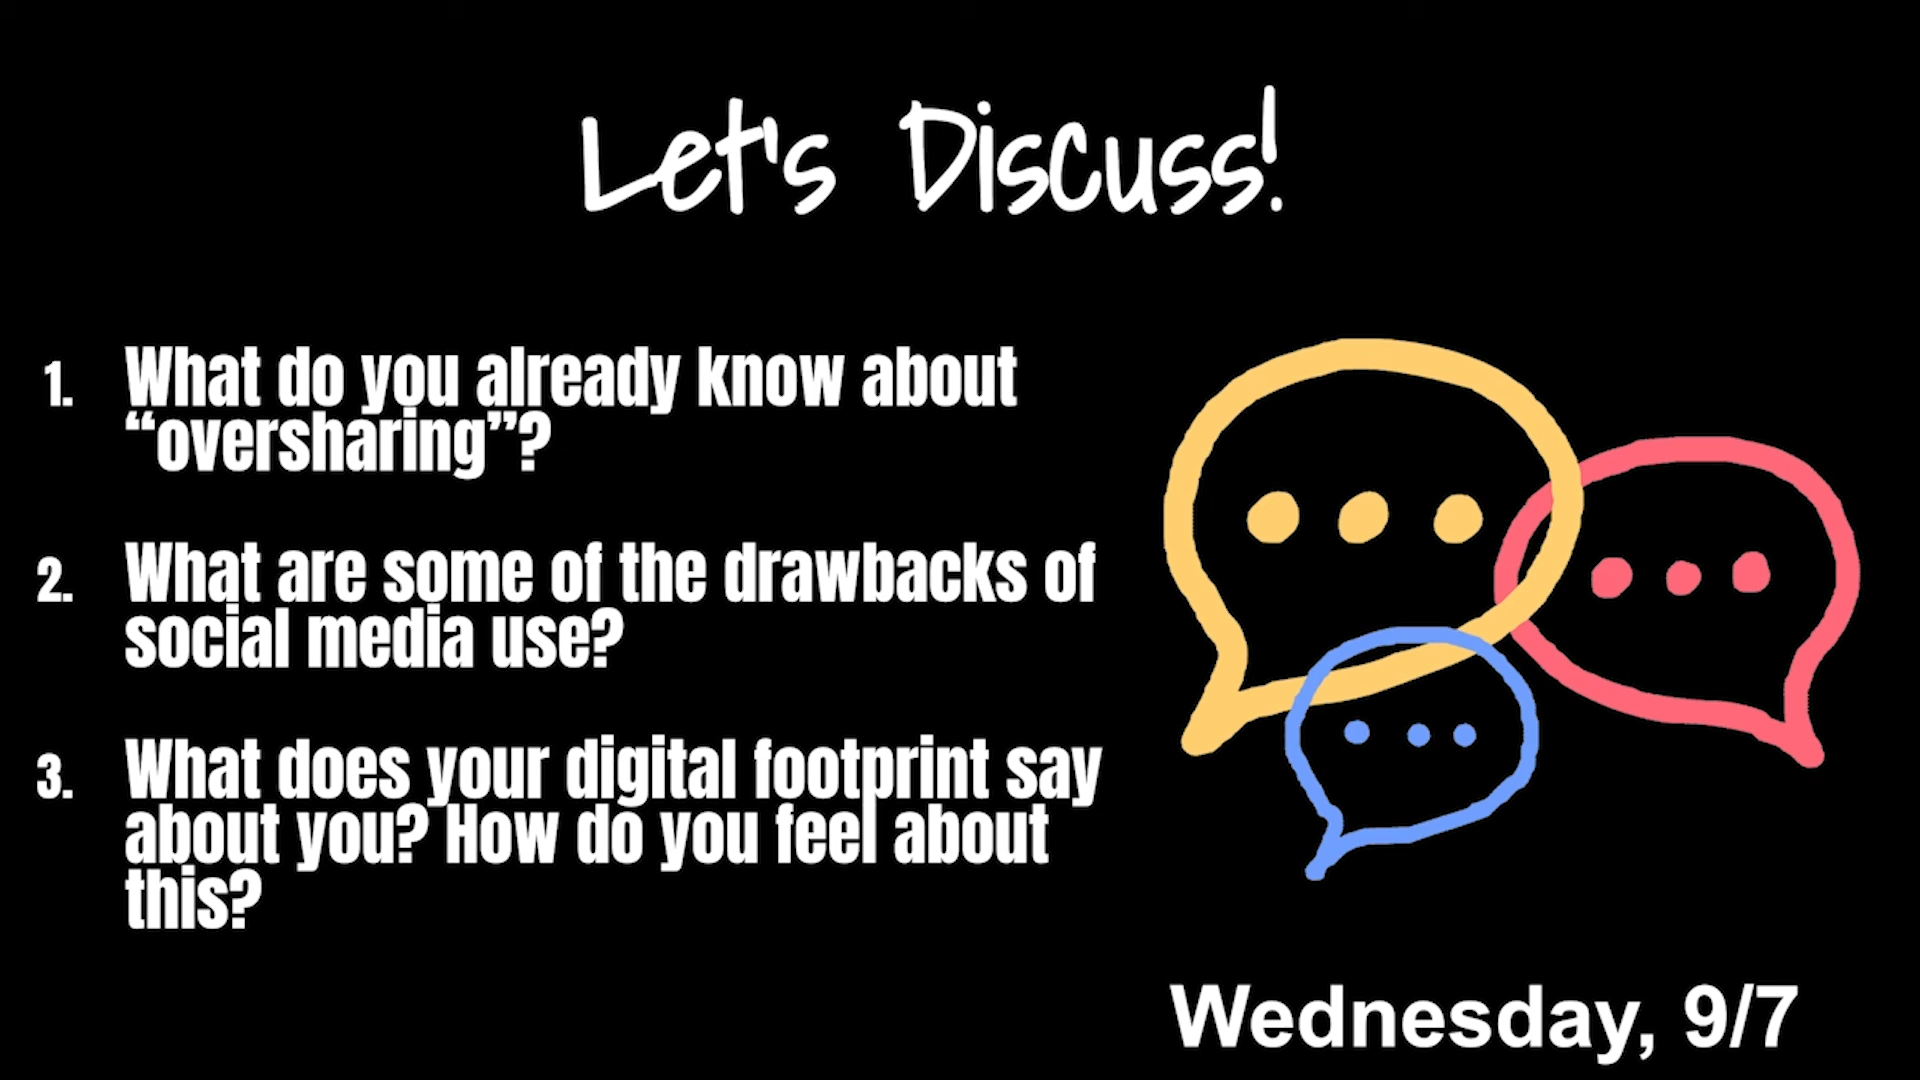 Let's Discuss!
1. What do you already know about
“oversharing”?
2. What are some of the drawbacks of
social media use?
3. What does your digital footprint say
about you? How do you feel about
this?
Wednesday, 9/7